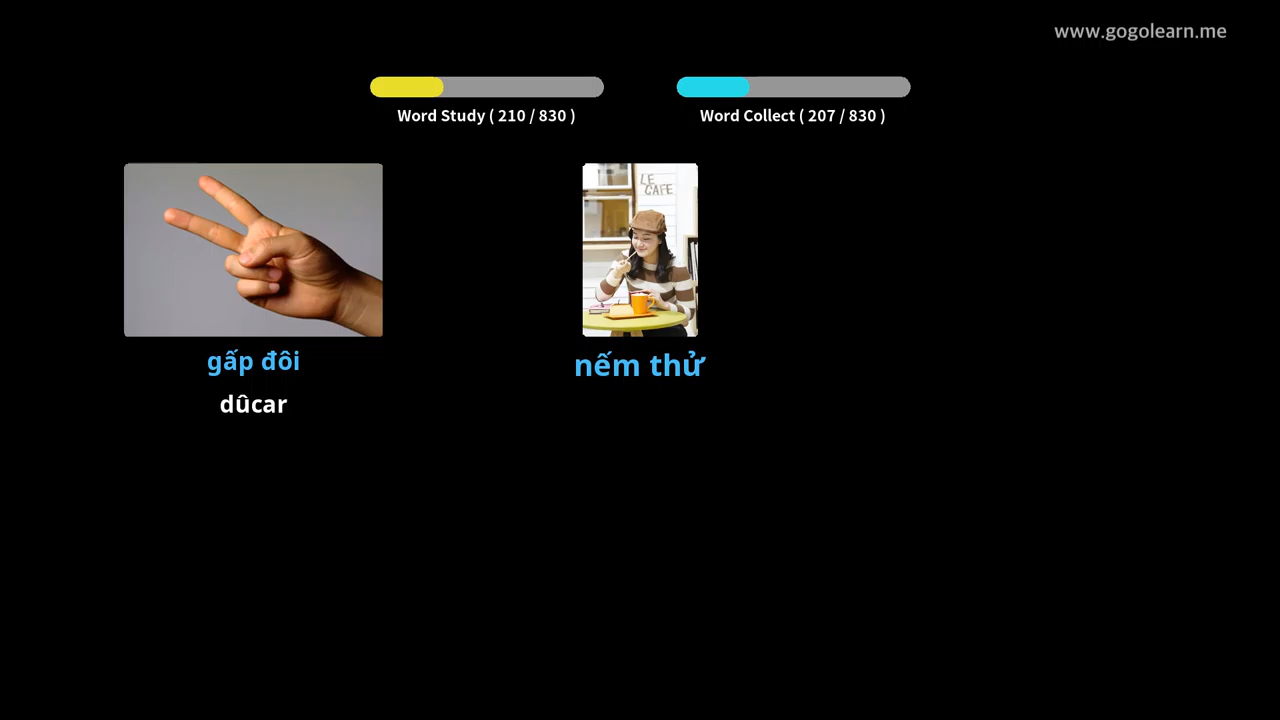 www.gogolearn.me
Word Study ( 210 / 830 )
Word Collect ( 207 / 830 )
LE
CAFE
gấp đôi
nếm thử
dûcar